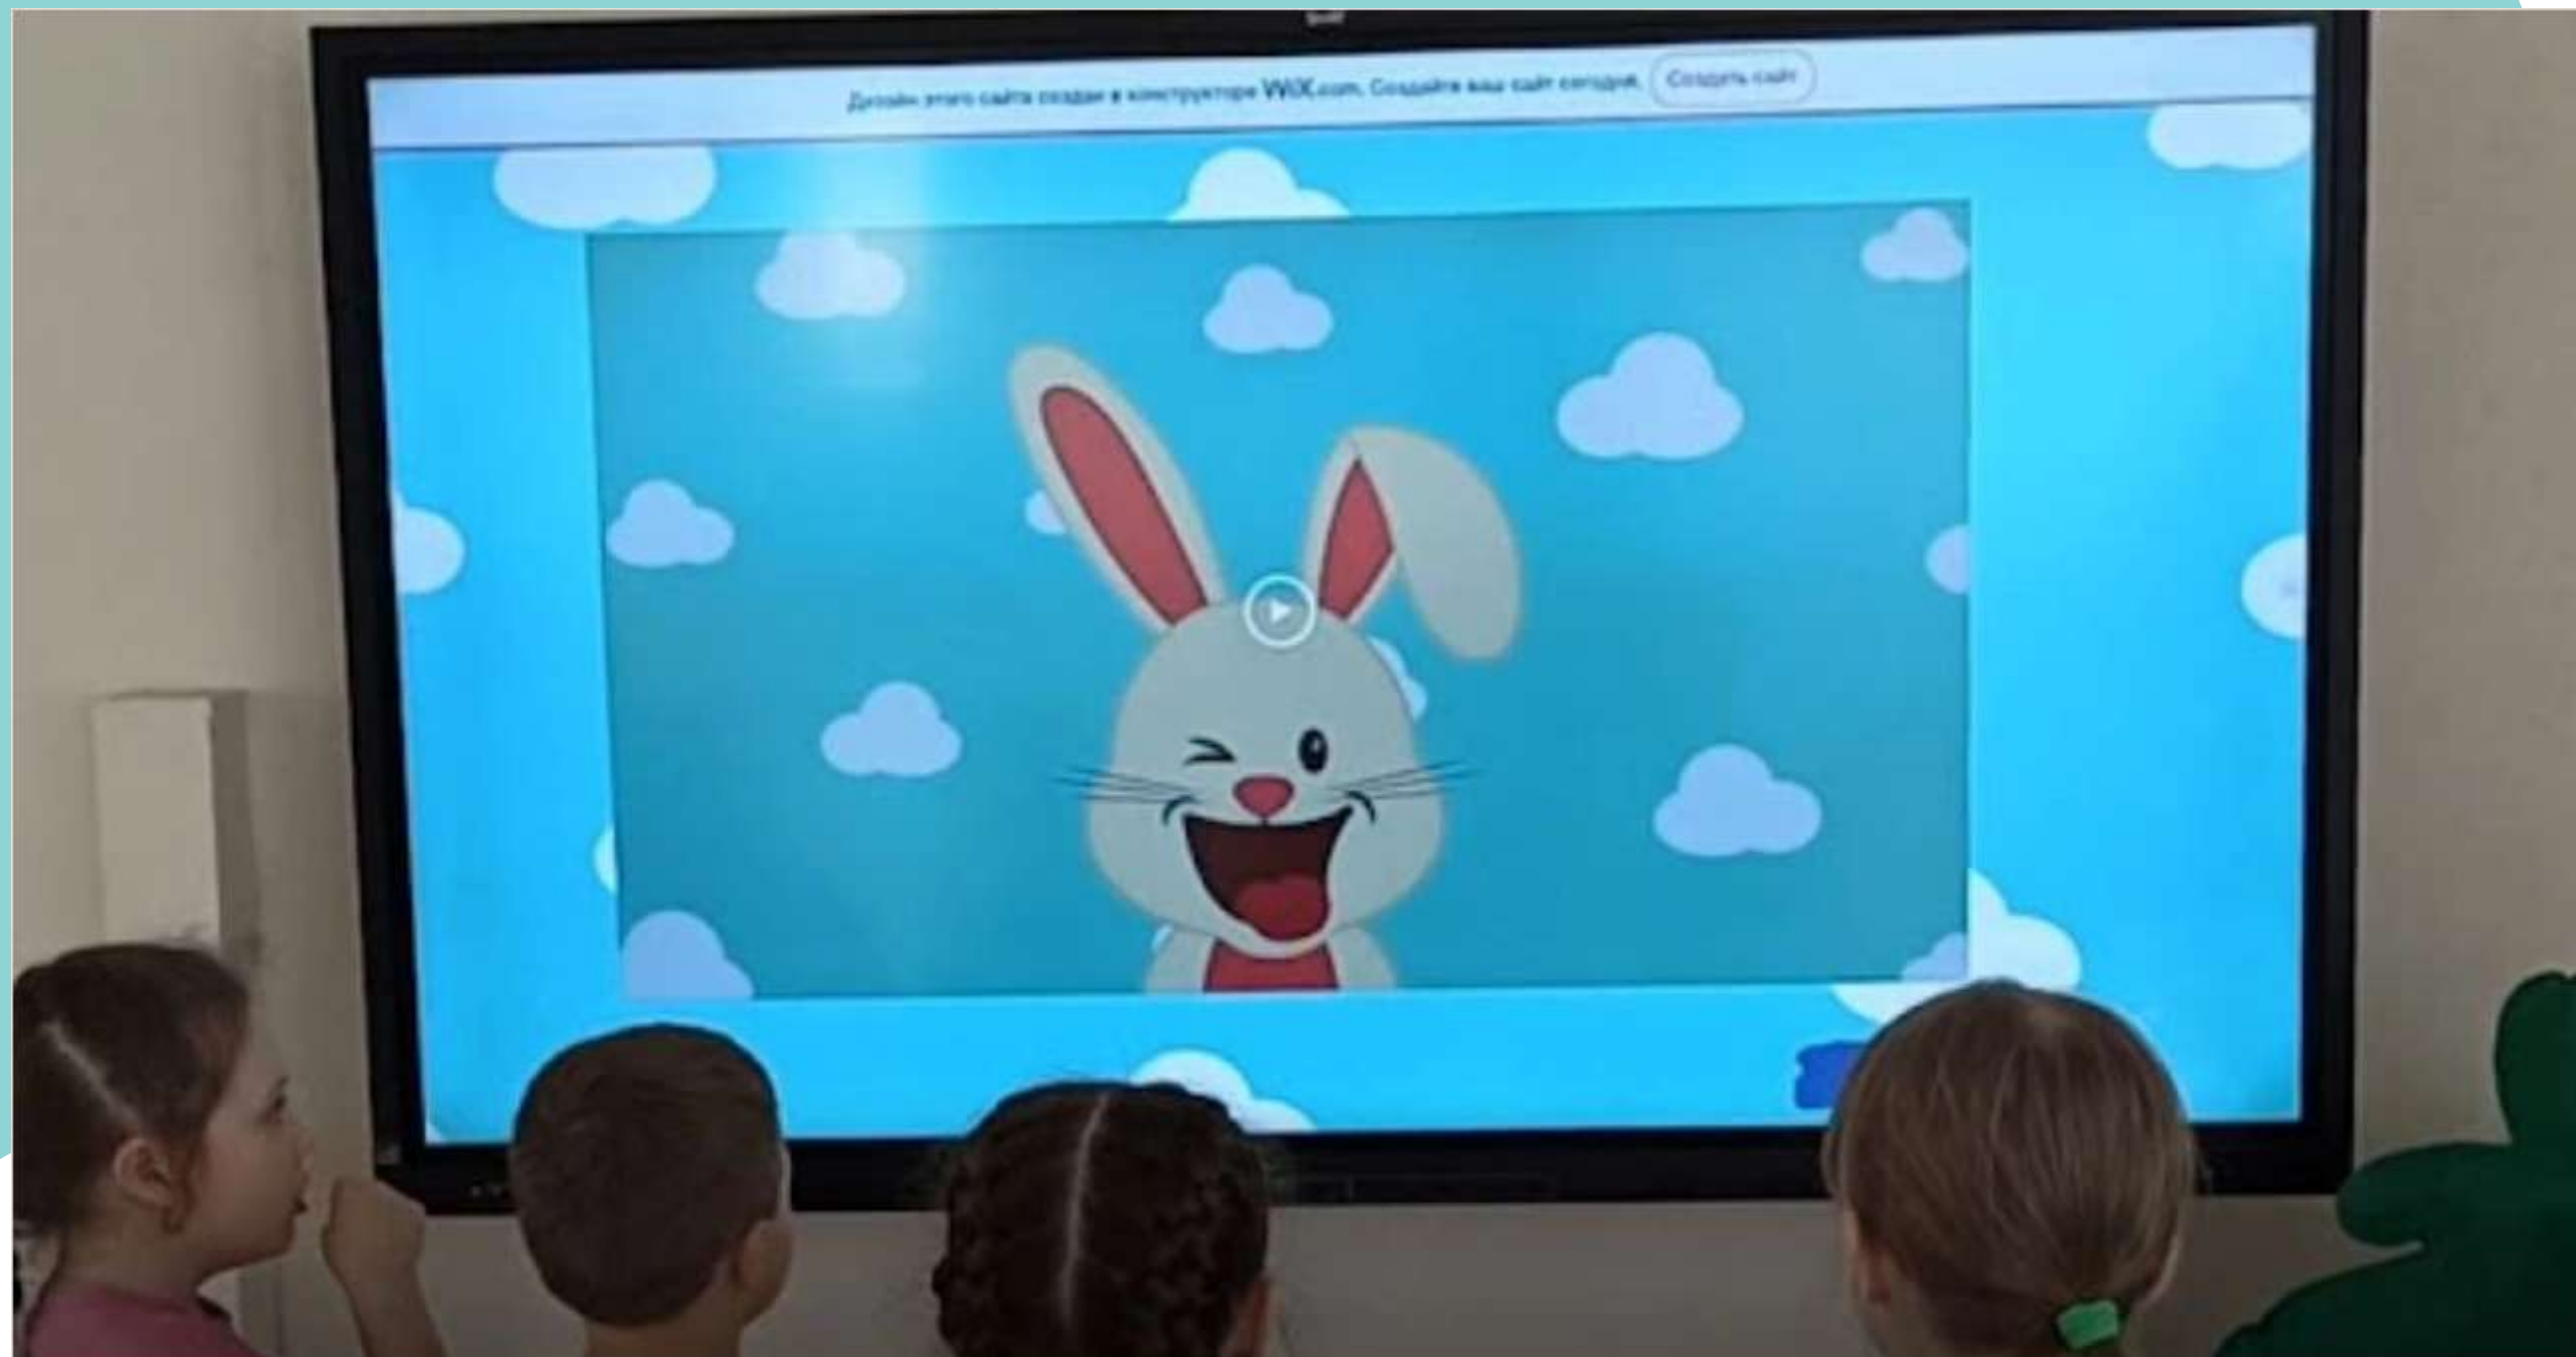 Дизайн этого сайта создан в конструкторе WiX.com. Создайте ваш сайт сегодня. Создать сайт